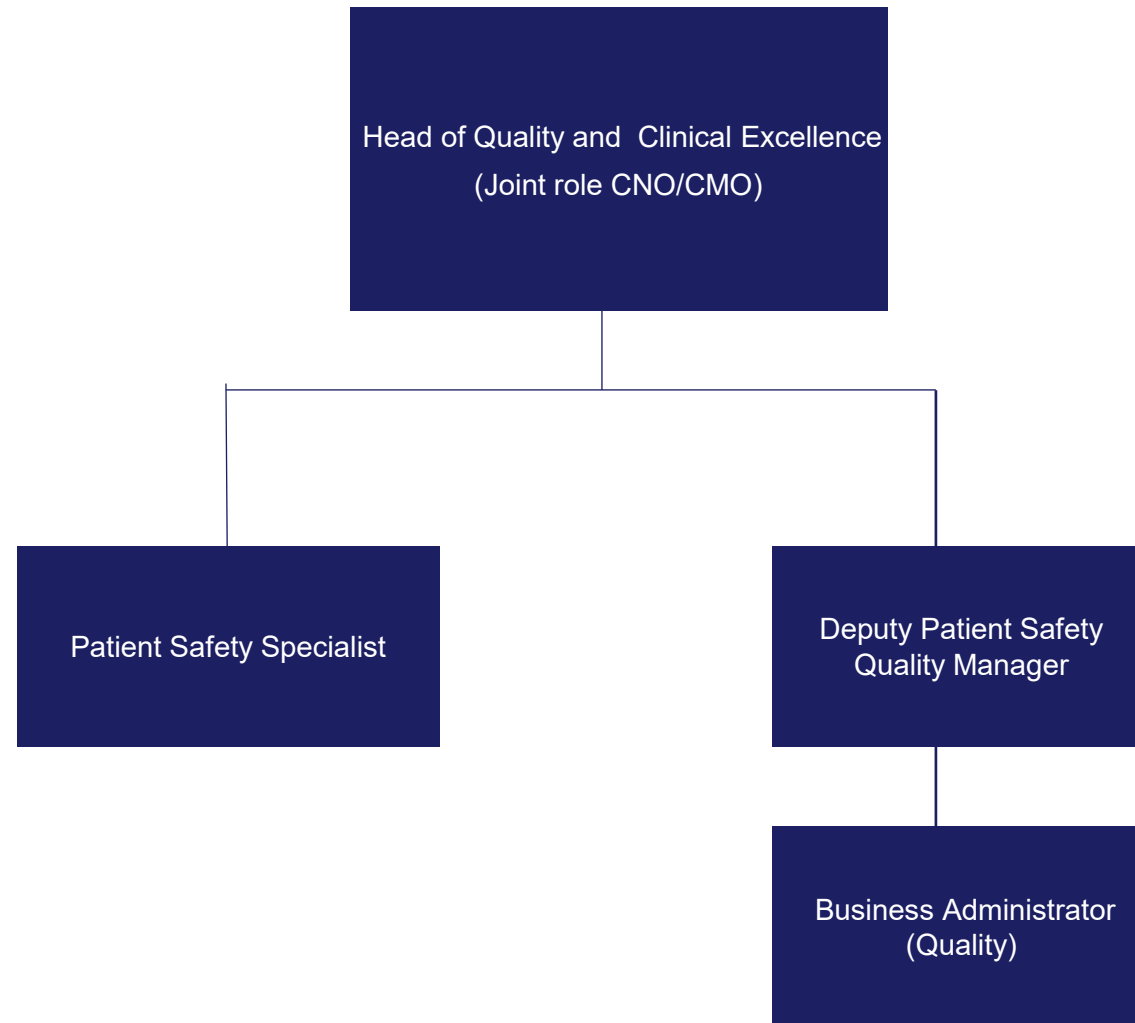 Head of Quality and  Clinical Excellence
(Joint role CNO/CMO)
Patient Safety Specialist
Deputy Patient Safety
Quality Manager
Business Administrator
(Quality)